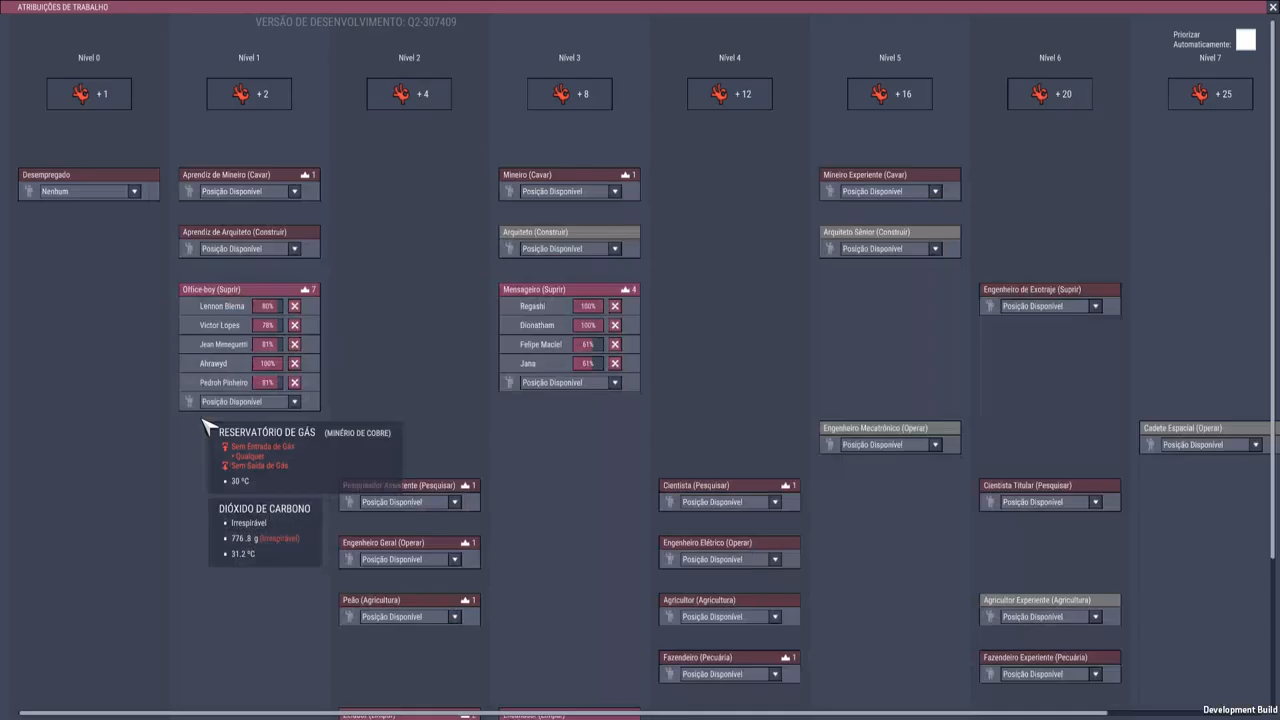 ATRIBUIÇÕES DE TRABALHO
VERSÃO DE DESENVOLVIMENTO: Q2-307409
Priorizar
Automaticamente:
Nível 0
Nível 1
Nível 2
Nível 3
Nível 4
Nível 5
Nível 6
Nível 7
+ 1
+ 2
+ 4
+ 8
+ 12
+ 16
+ 20
+ 25
Desempregado
Nenhum
Aprendiz de Mineiro (Cavar) 1
Posição Disponível
Mineiro (Cavar) 1
Posição Disponível
Mineiro Experiente (Cavar)
Posição Disponível
Aprendiz de Arquiteto (Construir)
Posição Disponível
Arquiteto (Construir)
Posição Disponível
Arquiteto Sênior (Construir)
Posição Disponível
Office-boy (Suprir) 7
Lennon Blema 80%
Victor Lopes 78%
Jean Meneguetti 81%
Ahrawyd 100%
Pedroh Pinheiro 81%
Posição Disponível
Mensageiro (Suprir) 4
Regashi 100%
Dionatham 100%
Felipe Maciel 61%
Jana 61%
Posição Disponível
Engenheiro de Exotraje (Suprir)
Posição Disponível
RESERVATÓRIO DE GÁS (MINÉRIO DE COBRE)
Sem Entrada de Gás
• Qualquer
Sem Saída de Gás
• 30 ºC
DIÓXIDO DE CARBONO
• Irrespirável
• 776.8 g (Irrespirável)
• 31.2 ºC
Engenheiro Mecatrônico (Operar)
Posição Disponível
Cadete Espacial (Operar)
Posição Disponível
(Pesquisar) 1
Posição Disponível
Cientista (Pesquisar) 1
Posição Disponível
Cientista Titular (Pesquisar)
Posição Disponível
Engenheiro Geral (Operar) 1
Posição Disponível
Engenheiro Elétrico (Operar)
Posição Disponível
Peão (Agricultura) 1
Posição Disponível
Agricultor (Agricultura)
Posição Disponível
Agricultor Experiente (Agricultura)
Posição Disponível
Fazendeiro (Pecuária) 1
Posição Disponível
Fazendeiro Experiente (Pecuária)
Posição Disponível
Development Build